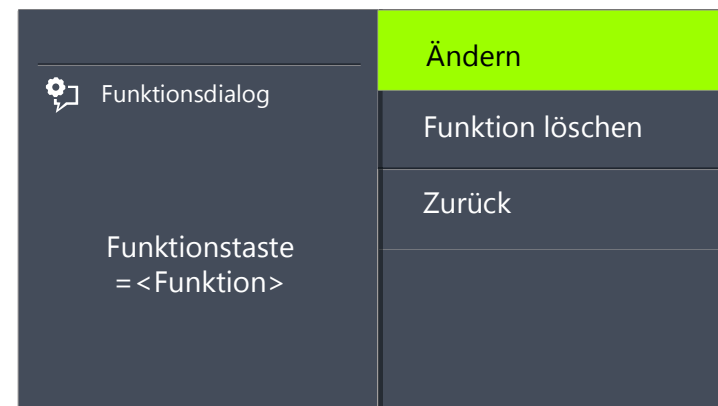 Funktionsdialog
Funktionstaste
=<Funktion>
Ändern
Funktion löschen
Zurück